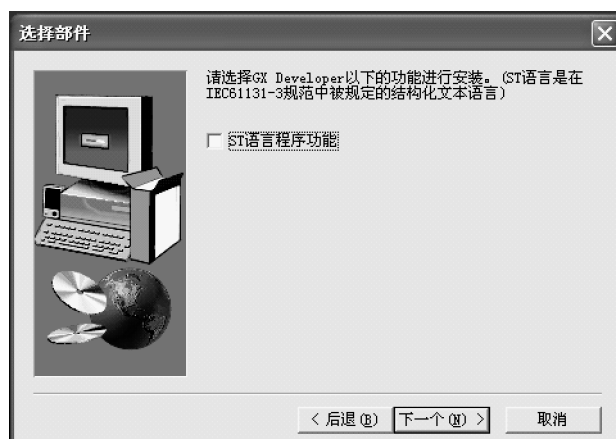 选择部件
请选择GX Developer以下的功能进行安装。(ST语言是在
IEC61131-3规范中被规定的结构化文本语言)
ST语言程序功能
< 后退(B) 下一个(N) > 取消